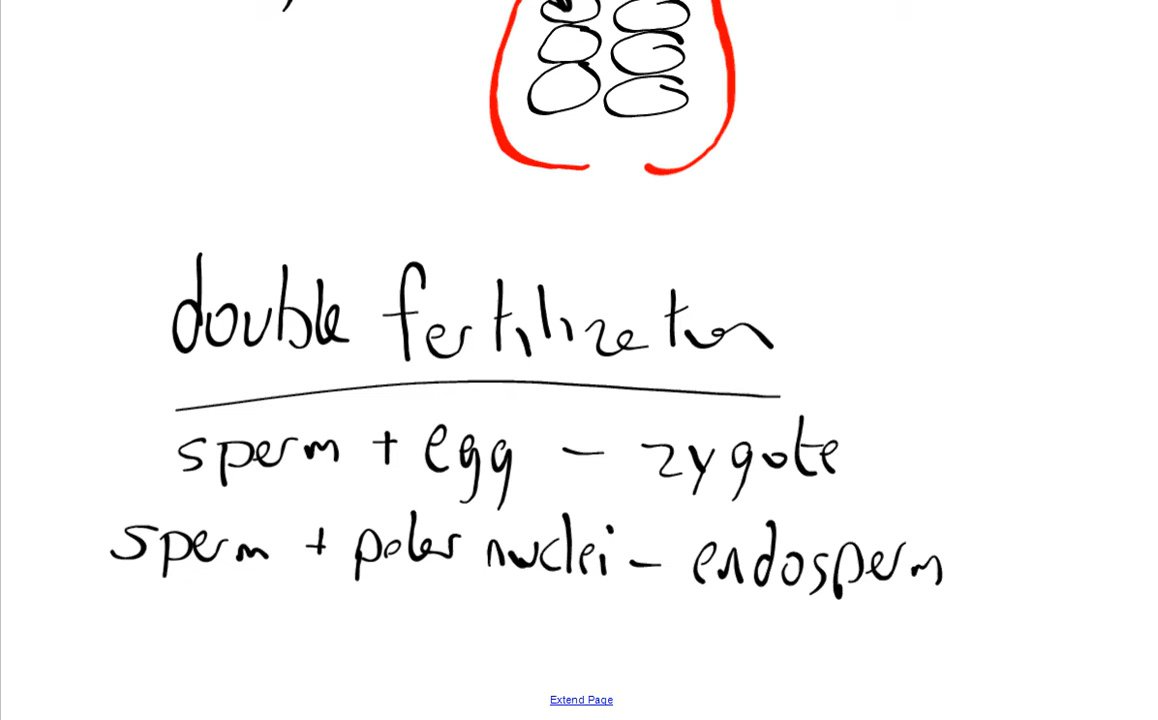 double fertilization
sperm + egg – zygote
sperm + polar nuclei – endosperm
Extend Page